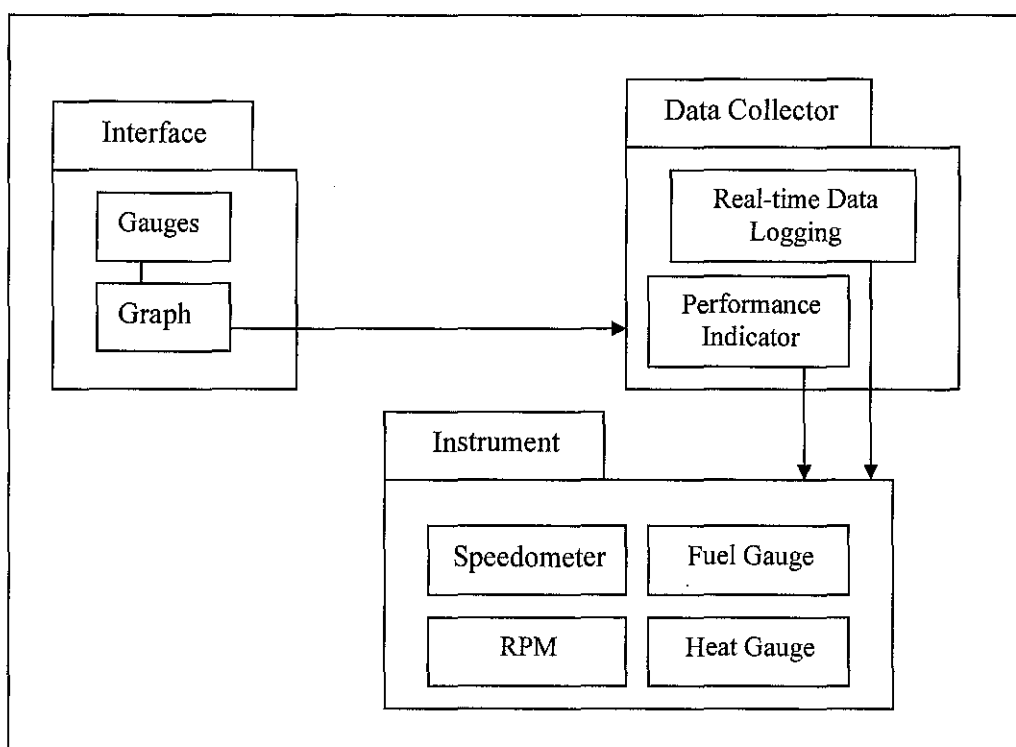 Interface
Gauges
Graph
Data Collector
Real-time Data
Logging
Performance
Indicator
Instrument
Speedometer
Fuel Gauge
RPM
Heat Gauge